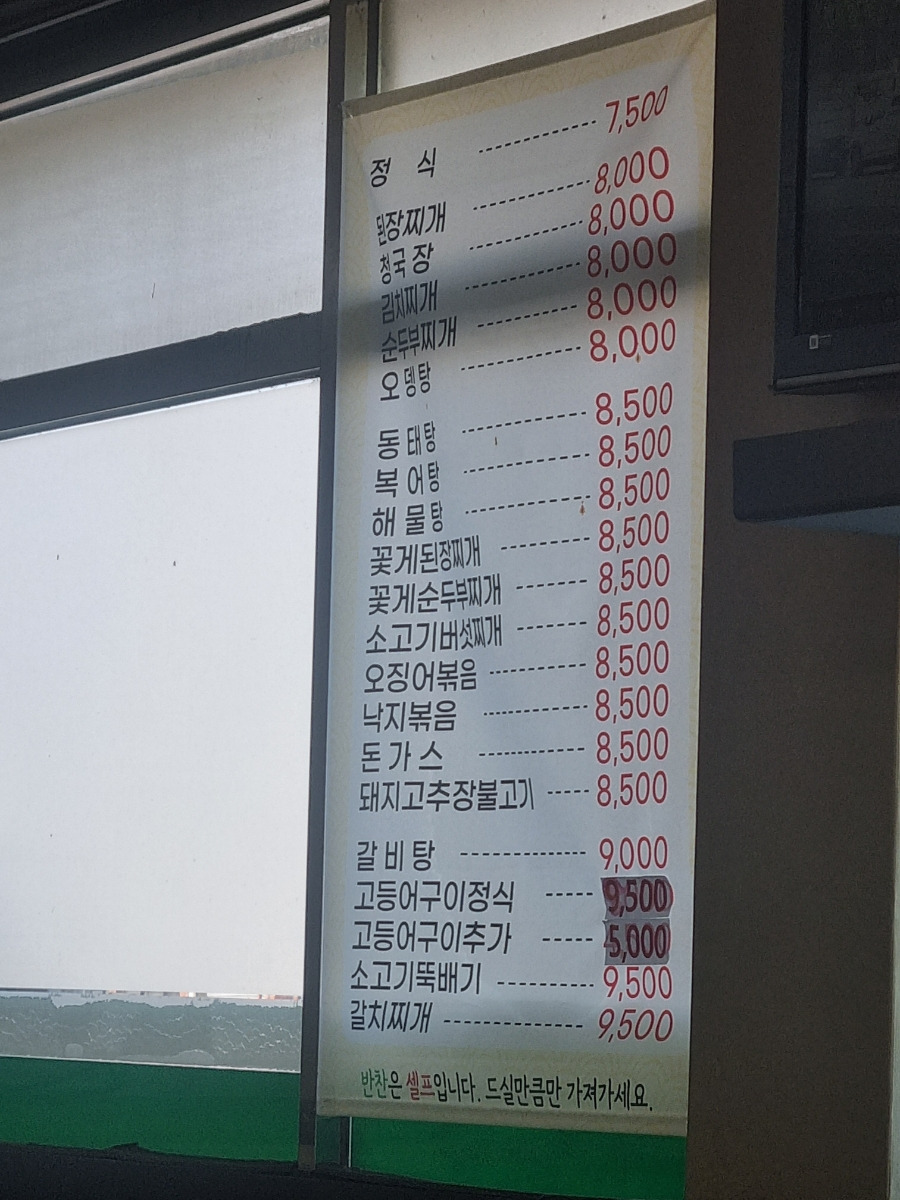 정 식 ---------- 7,500
된장찌개 ---------- 8,000
청국장 ---------- 8,000
김치찌개 ---------- 8,000
순두부찌개 ---------- 8,000
오뎅탕 ---------- 8,000
동태탕 ---------- 8,500
복어탕 ---------- 8,500
해물탕 ---------- 8,500
꽃게된장찌개 ---------- 8,500
꽃게순두부찌개 ---------- 8,500
소고기버섯찌개 ---------- 8,500
오징어볶음 ---------- 8,500
낙지볶음 ---------- 8,500
돈가스 ---------- 8,500
돼지고추장불고기 ----- 8,500
갈비탕 ---------- 9,000
고등어구이정식 ----- 9,500
고등어구이추가 ----- 5,000
소고기뚝배기 ---------- 9,500
갈치찌개 ---------- 9,500
반찬은 셀프입니다. 드실만큼만 가져가세요.